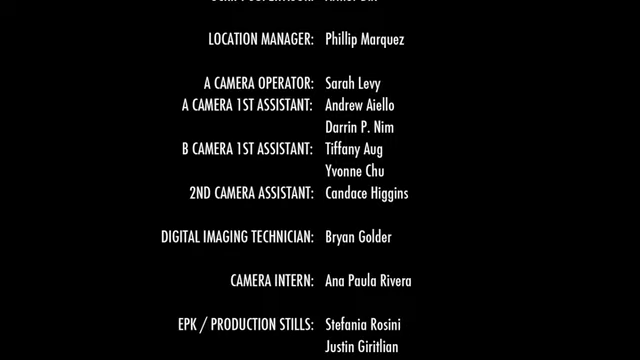 LOCATION MANAGER: Phillip Marquez
A CAMERA OPERATOR: Sarah Levy
A CAMERA 1ST ASSISTANT: Andrew Aiello
Darrin P. Nim
B CAMERA 1ST ASSISTANT: Tiffany Aug
Yvonne Chu
2ND CAMERA ASSISTANT: Candace Higgins
DIGITAL IMAGING TECHNICIAN: Bryan Golder
CAMERA INTERN: Ana Paula Rivera
EPK / PRODUCTION STILLS: Stefania Rosini
Justin Giritlian